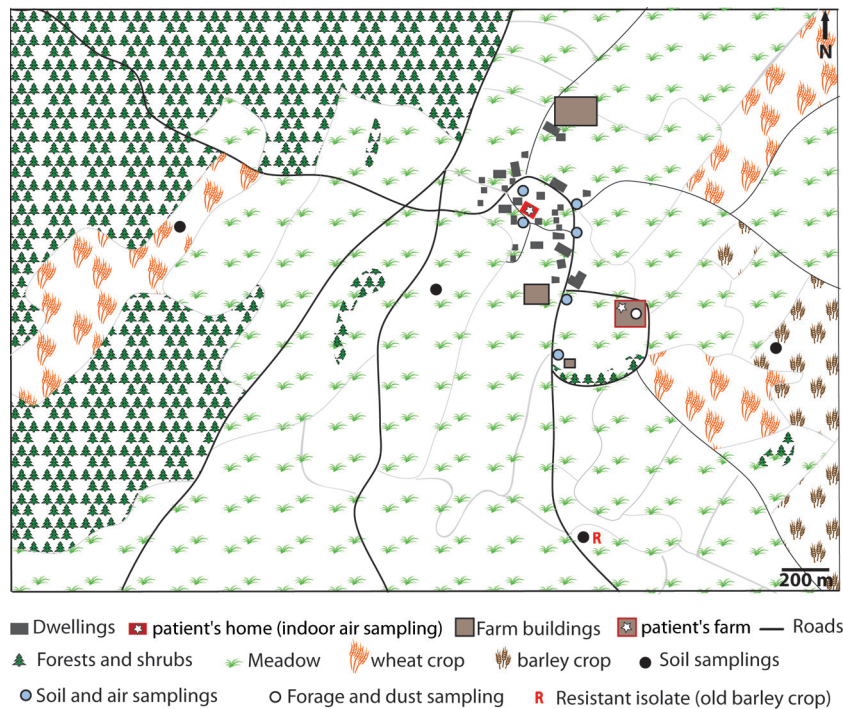 N
R
200 m
Dwellings patient's home (indoor air sampling) Farm buildings patient's farm Roads
Forests and shrubs Meadow wheat crop barley crop Soil samplings
Soil and air samplings Forage and dust sampling R Resistant isolate (old barley crop)